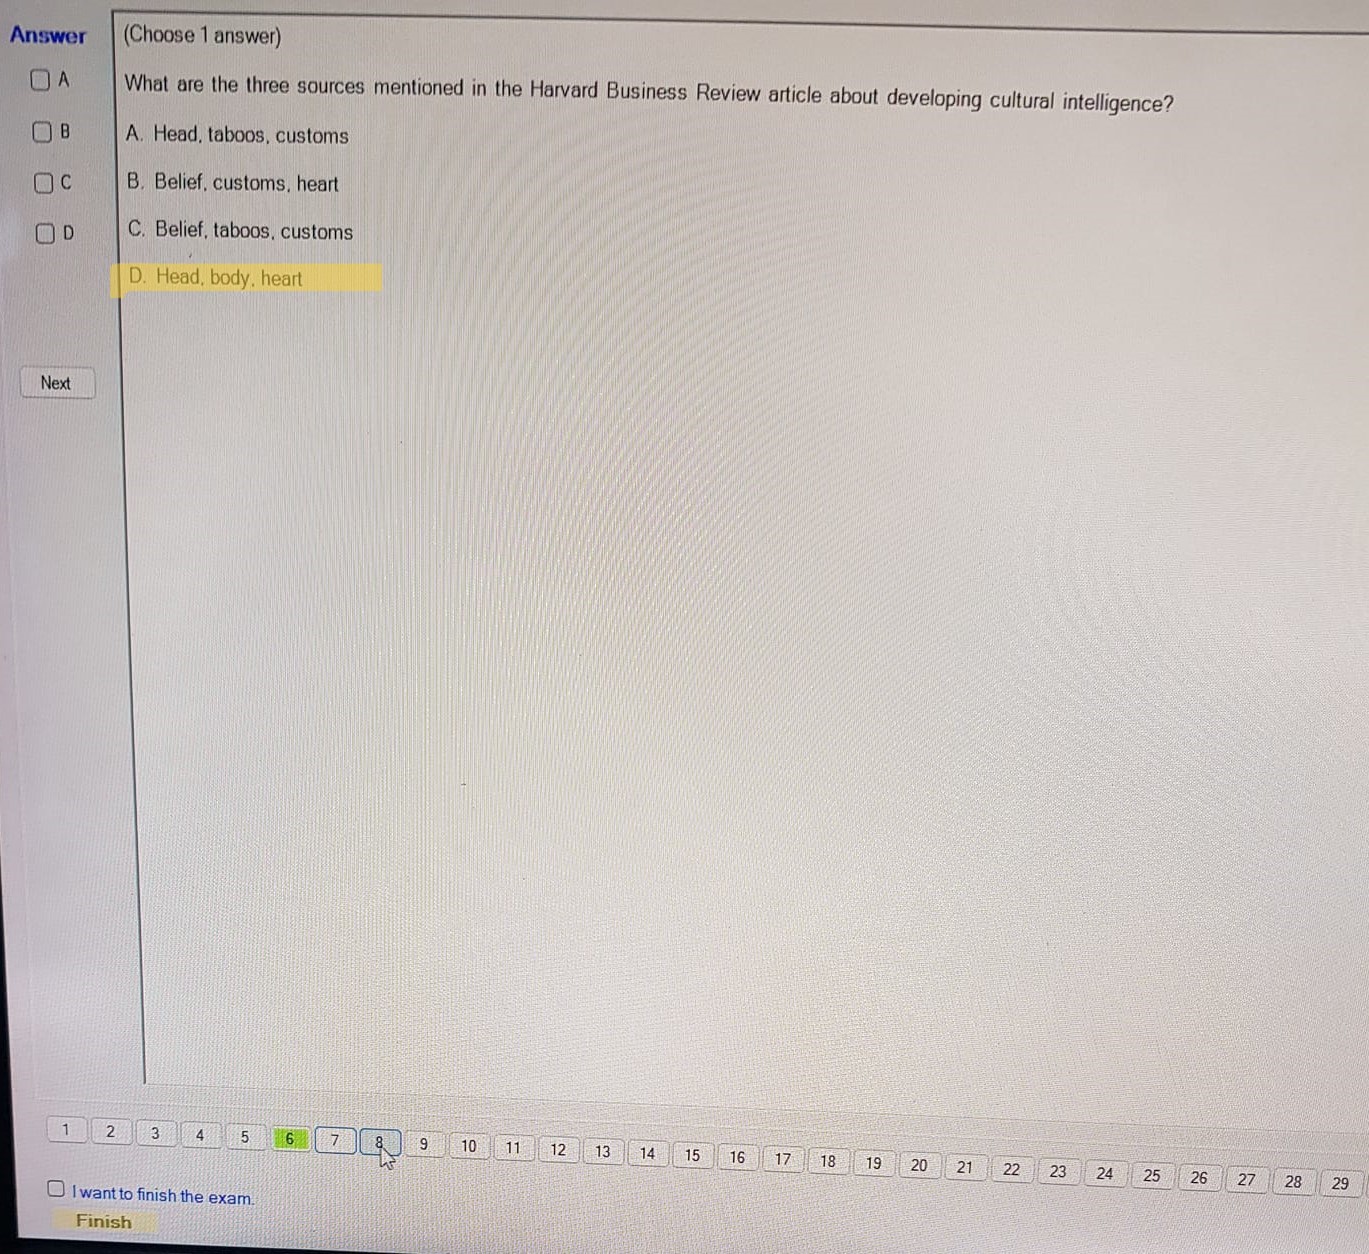 Answer
(Choose 1 answer)
A
What are the three sources mentioned in the Harvard Business Review article about developing cultural intelligence?
B
A. Head, taboos, customs
C
B. Belief, customs, heart
D
C. Belief, taboos, customs
D. Head, body, heart
Next
1 2 3 4 5 6 7 8 9 10 11 12 13 14 15 16 17 18 19 20 21 22 23 24 25 26 27 28 29
I want to finish the exam.
Finish